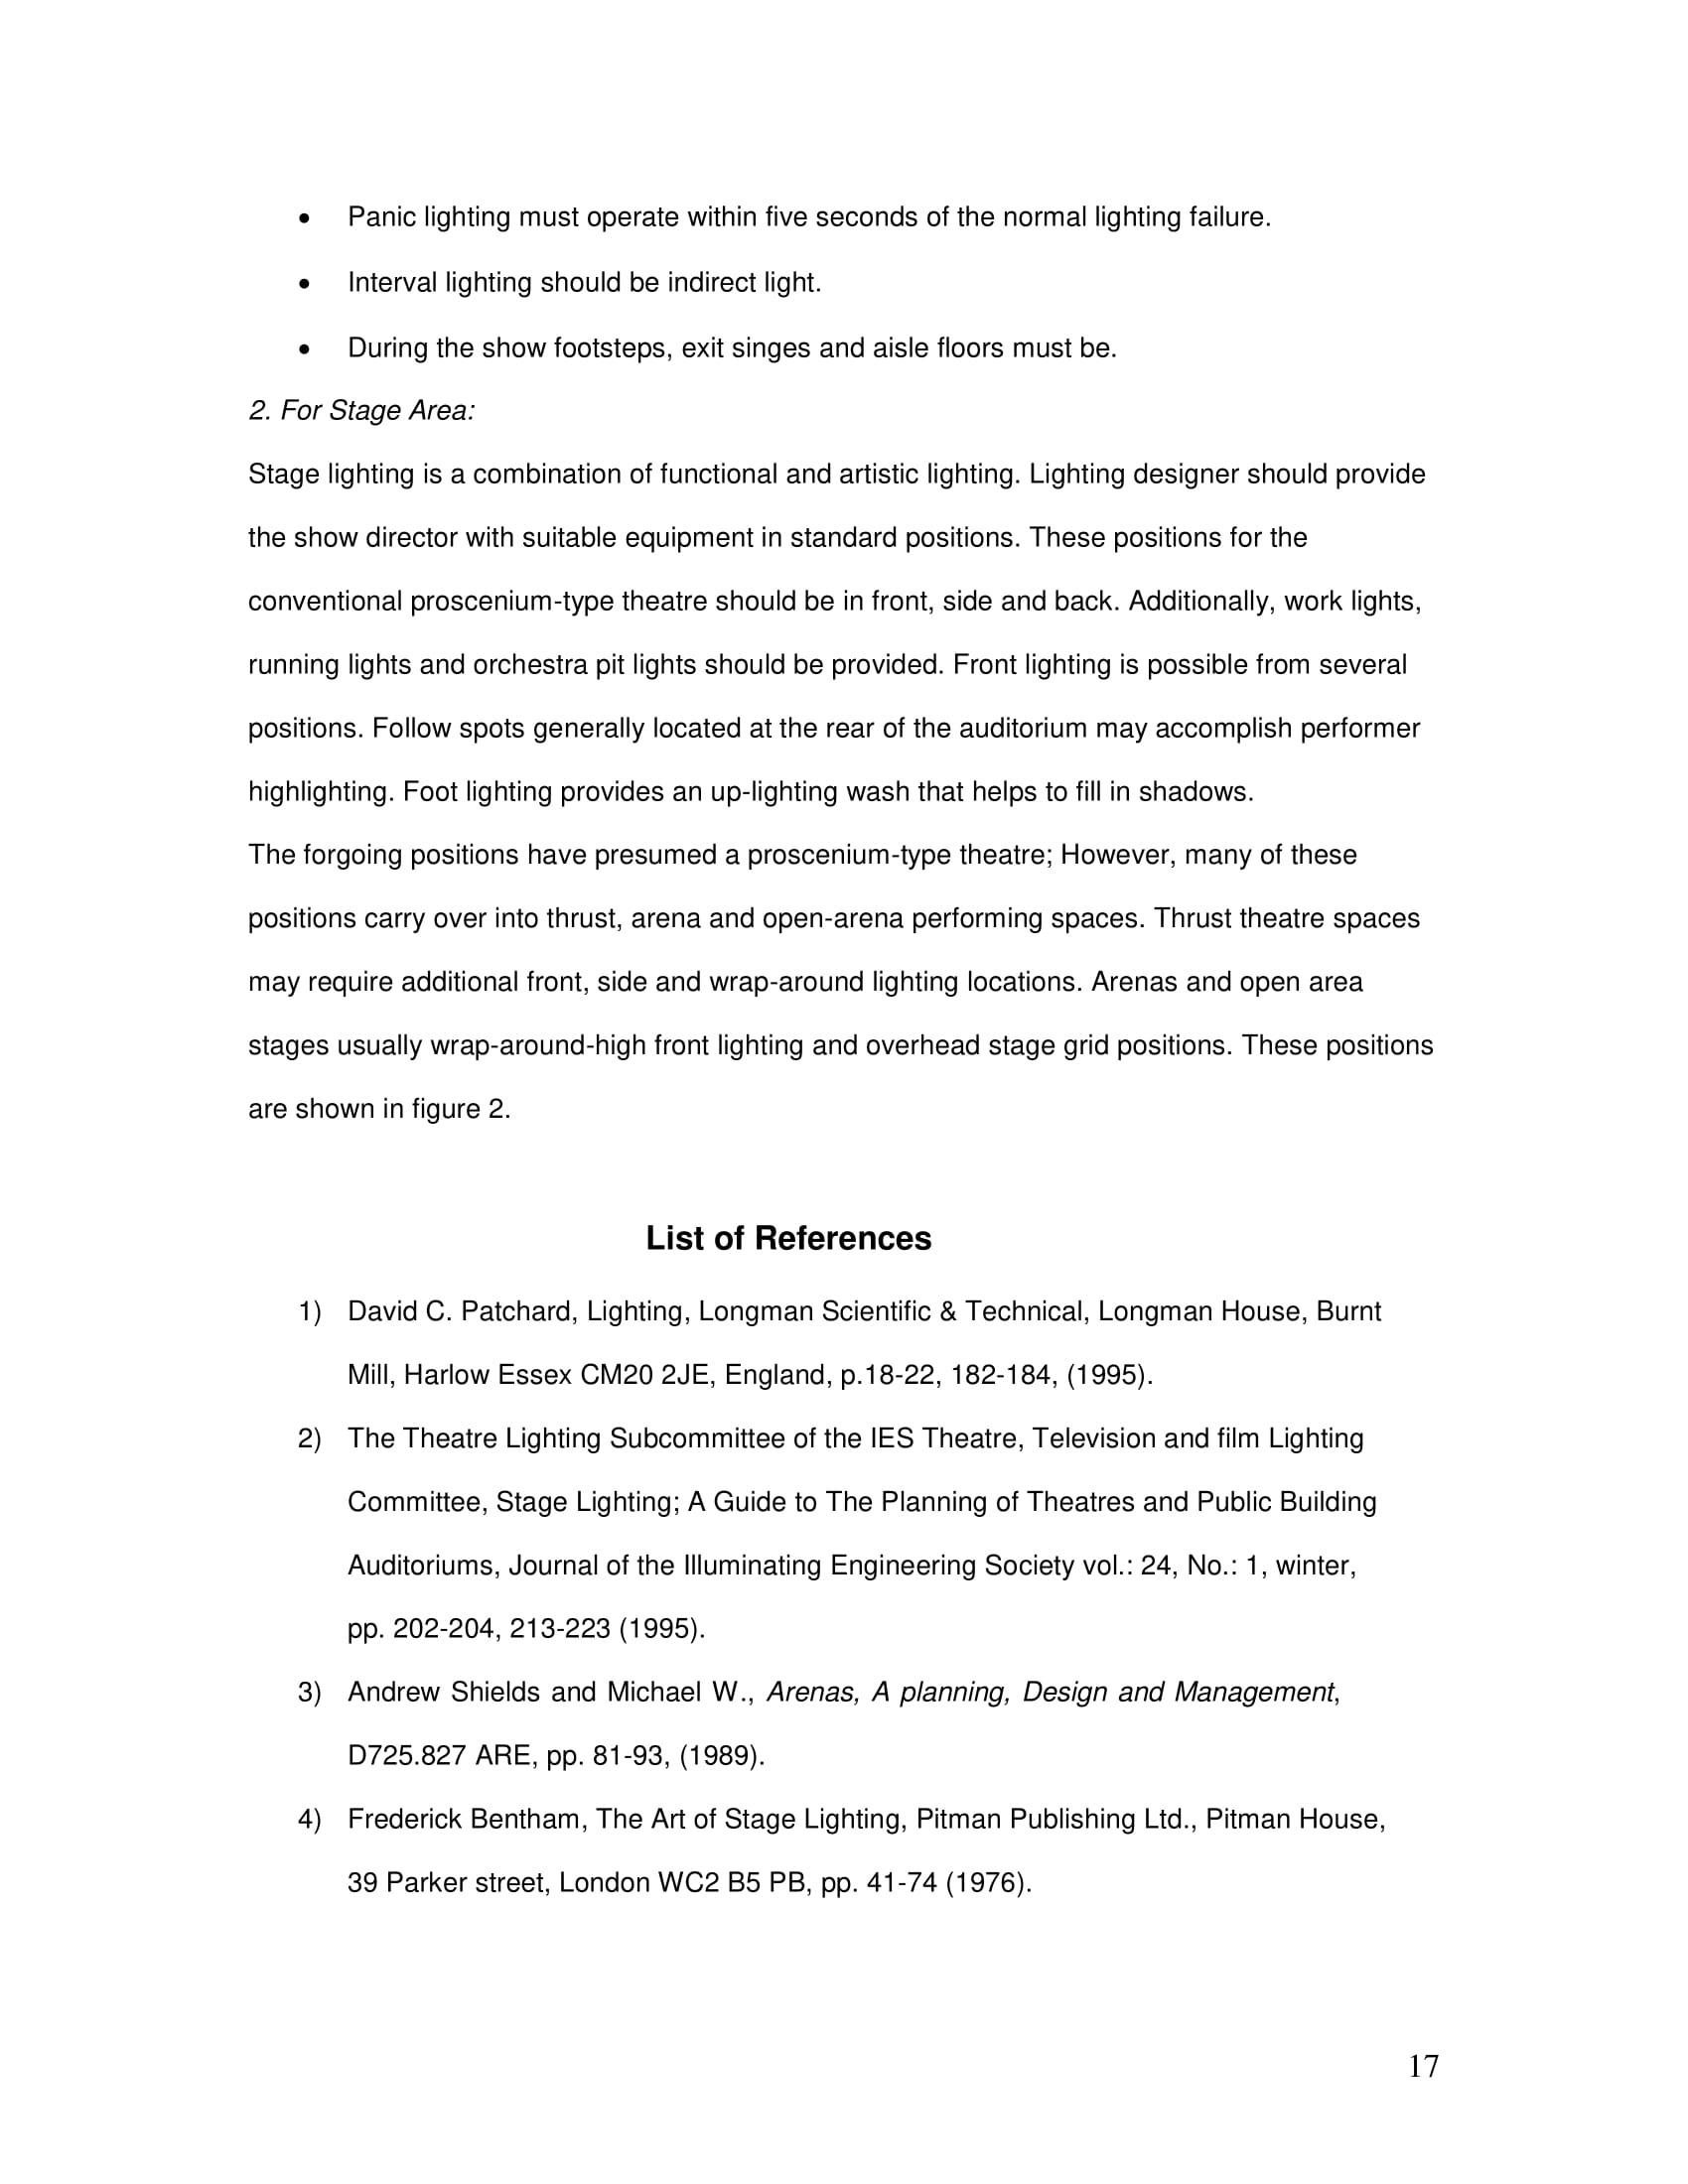 • Panic lighting must operate within five seconds of the normal lighting failure.
• Interval lighting should be indirect light.
• During the show footsteps, exit singes and aisle floors must be.
2. For Stage Area:
Stage lighting is a combination of functional and artistic lighting. Lighting designer should provide
the show director with suitable equipment in standard positions. These positions for the
conventional proscenium-type theatre should be in front, side and back. Additionally, work lights,
running lights and orchestra pit lights should be provided. Front lighting is possible from several
positions. Follow spots generally located at the rear of the auditorium may accomplish performer
highlighting. Foot lighting provides an up-lighting wash that helps to fill in shadows.
The forgoing positions have presumed a proscenium-type theatre; However, many of these
positions carry over into thrust, arena and open-arena performing spaces. Thrust theatre spaces
may require additional front, side and wrap-around lighting locations. Arenas and open area
stages usually wrap-around-high front lighting and overhead stage grid positions. These positions
are shown in figure 2.
List of References
1) David C. Patchard, Lighting, Longman Scientific & Technical, Longman House, Burnt
Mill, Harlow Essex CM20 2JE, England, p.18-22, 182-184, (1995).
2) The Theatre Lighting Subcommittee of the IES Theatre, Television and film Lighting
Committee, Stage Lighting; A Guide to The Planning of Theatres and Public Building
Auditoriums, Journal of the Illuminating Engineering Society vol.: 24, No.: 1, winter,
pp. 202-204, 213-223 (1995).
3) Andrew Shields and Michael W., Arenas, A planning, Design and Management,
D725.827 ARE, pp. 81-93, (1989).
4) Frederick Bentham, The Art of Stage Lighting, Pitman Publishing Ltd., Pitman House,
39 Parker street, London WC2 B5 PB, pp. 41-74 (1976).
17